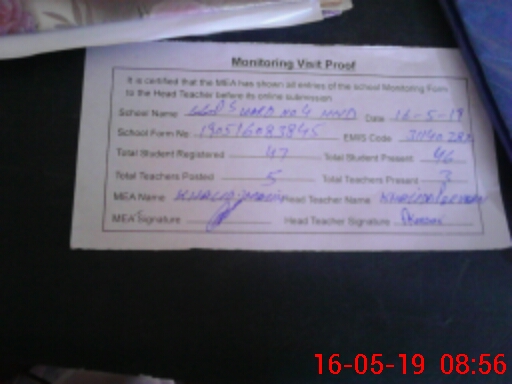 Monitoring Visit Proof
It is certified that the MEA has shown all entries of the school Monitoring Form
to the Head Teacher before its online submission
School Name GGPS WARD NO 4 Date 16-5-19
School Form No 190516083845 EMIS Code
Total Student Registered 47 Total Student Present 46
Total Teachers Posted 5 Total Teachers Present 3
MEA Name Head Teacher Name
MEA Signature Head Teacher Signature
16-05-19 08:56